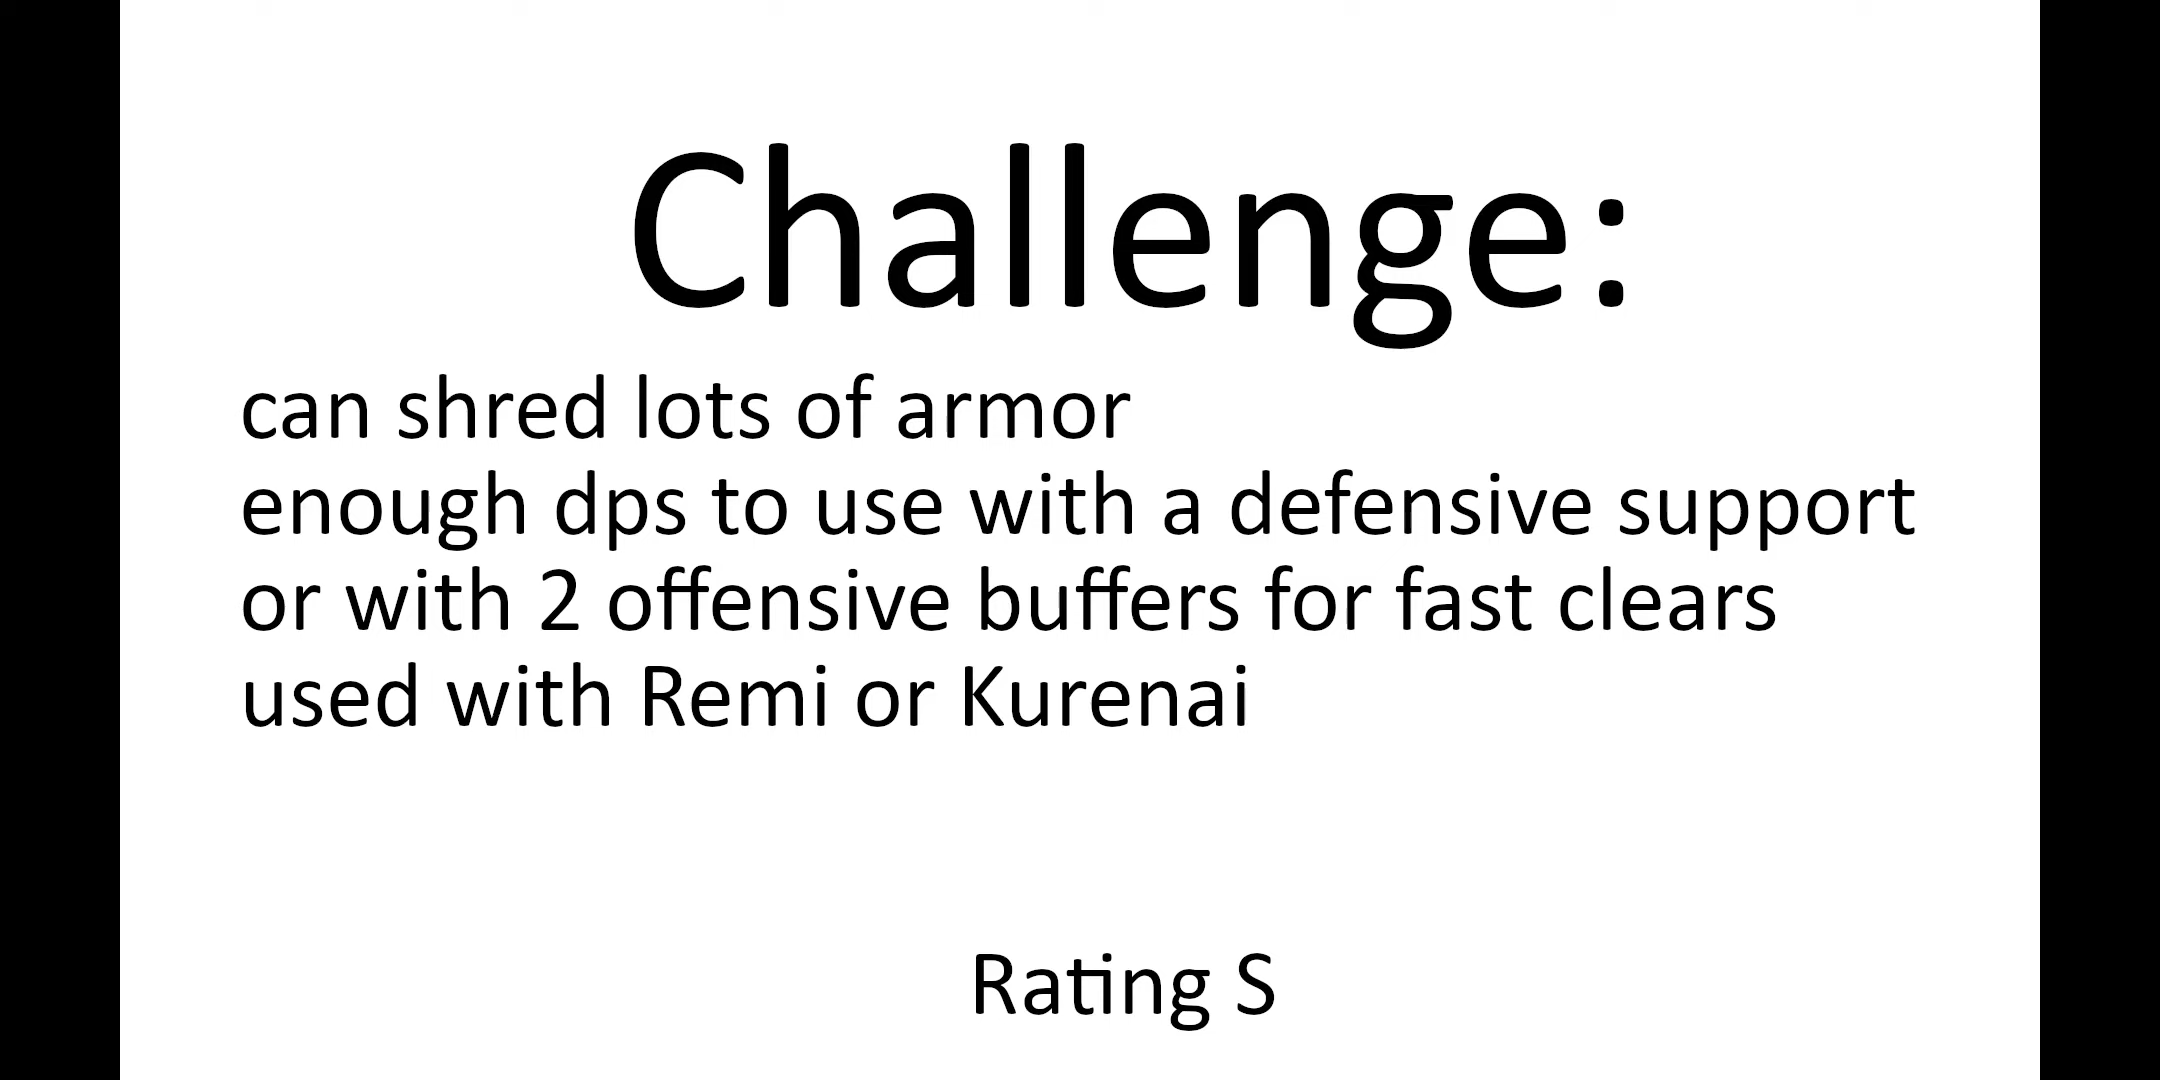 Challenge:
can shred lots of armor
enough dps to use with a defensive support
or with 2 offensive buffers for fast clears
used with Remi or Kurenai
Rating S